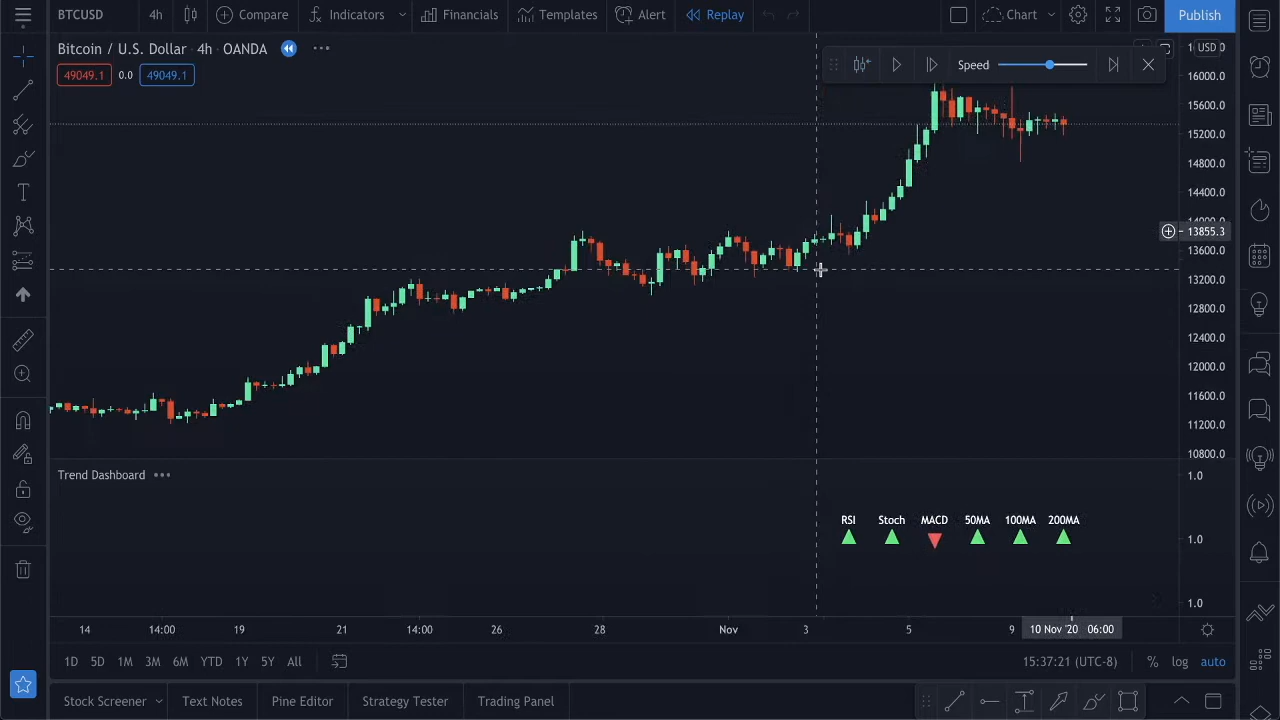 BTCUSD 4h Compare Indicators Financials Templates Alert Replay Chart Publish
Bitcoin / U.S. Dollar · 4h · OANDA
49049.1 0.0 49049.1
Speed
USD
16000.0
15600.0
15200.0
14800.0
14400.0
14000.0
13855.3
13600.0
13200.0
12800.0
12400.0
12000.0
11600.0
11200.0
10800.0
Trend Dashboard
1.0
RSI Stoch MACD 50MA 100MA 200MA
1.0
1.0
14 14:00 19 21 14:00 26 28 Nov 3 5 9 10 Nov '20 06:00
1D 5D 1M 3M 6M YTD 1Y 5Y All 15:37:21 (UTC-8) % log auto
Stock Screener Text Notes Pine Editor Strategy Tester Trading Panel